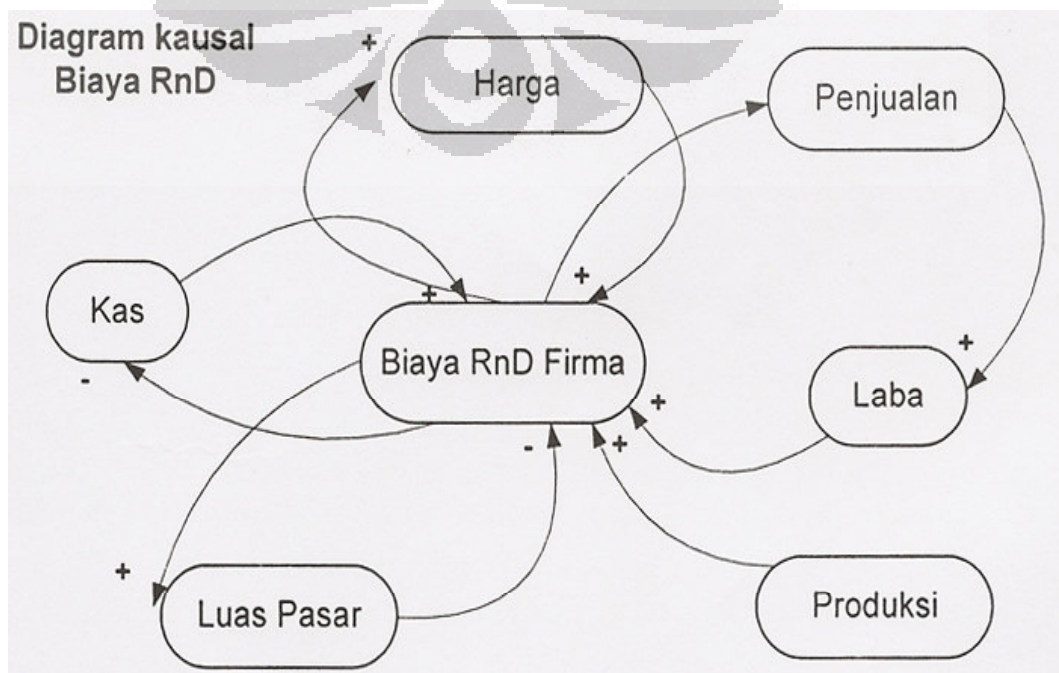 Diagram kausal
Biaya RnD
+
Harga
Penjualan
+
Kas
+
Biaya RnD Firma
+
-
Laba
+
-
+
+
Luas Pasar
Produksi